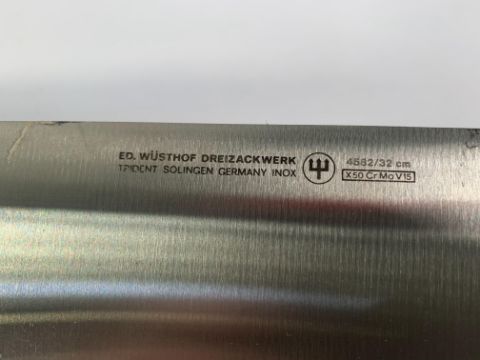 ED. WÜSTHOF DREIZACKWERK
TRIDENT SOLINGEN GERMANY INOX
4582/32 cm
X50 Cr Mo V15